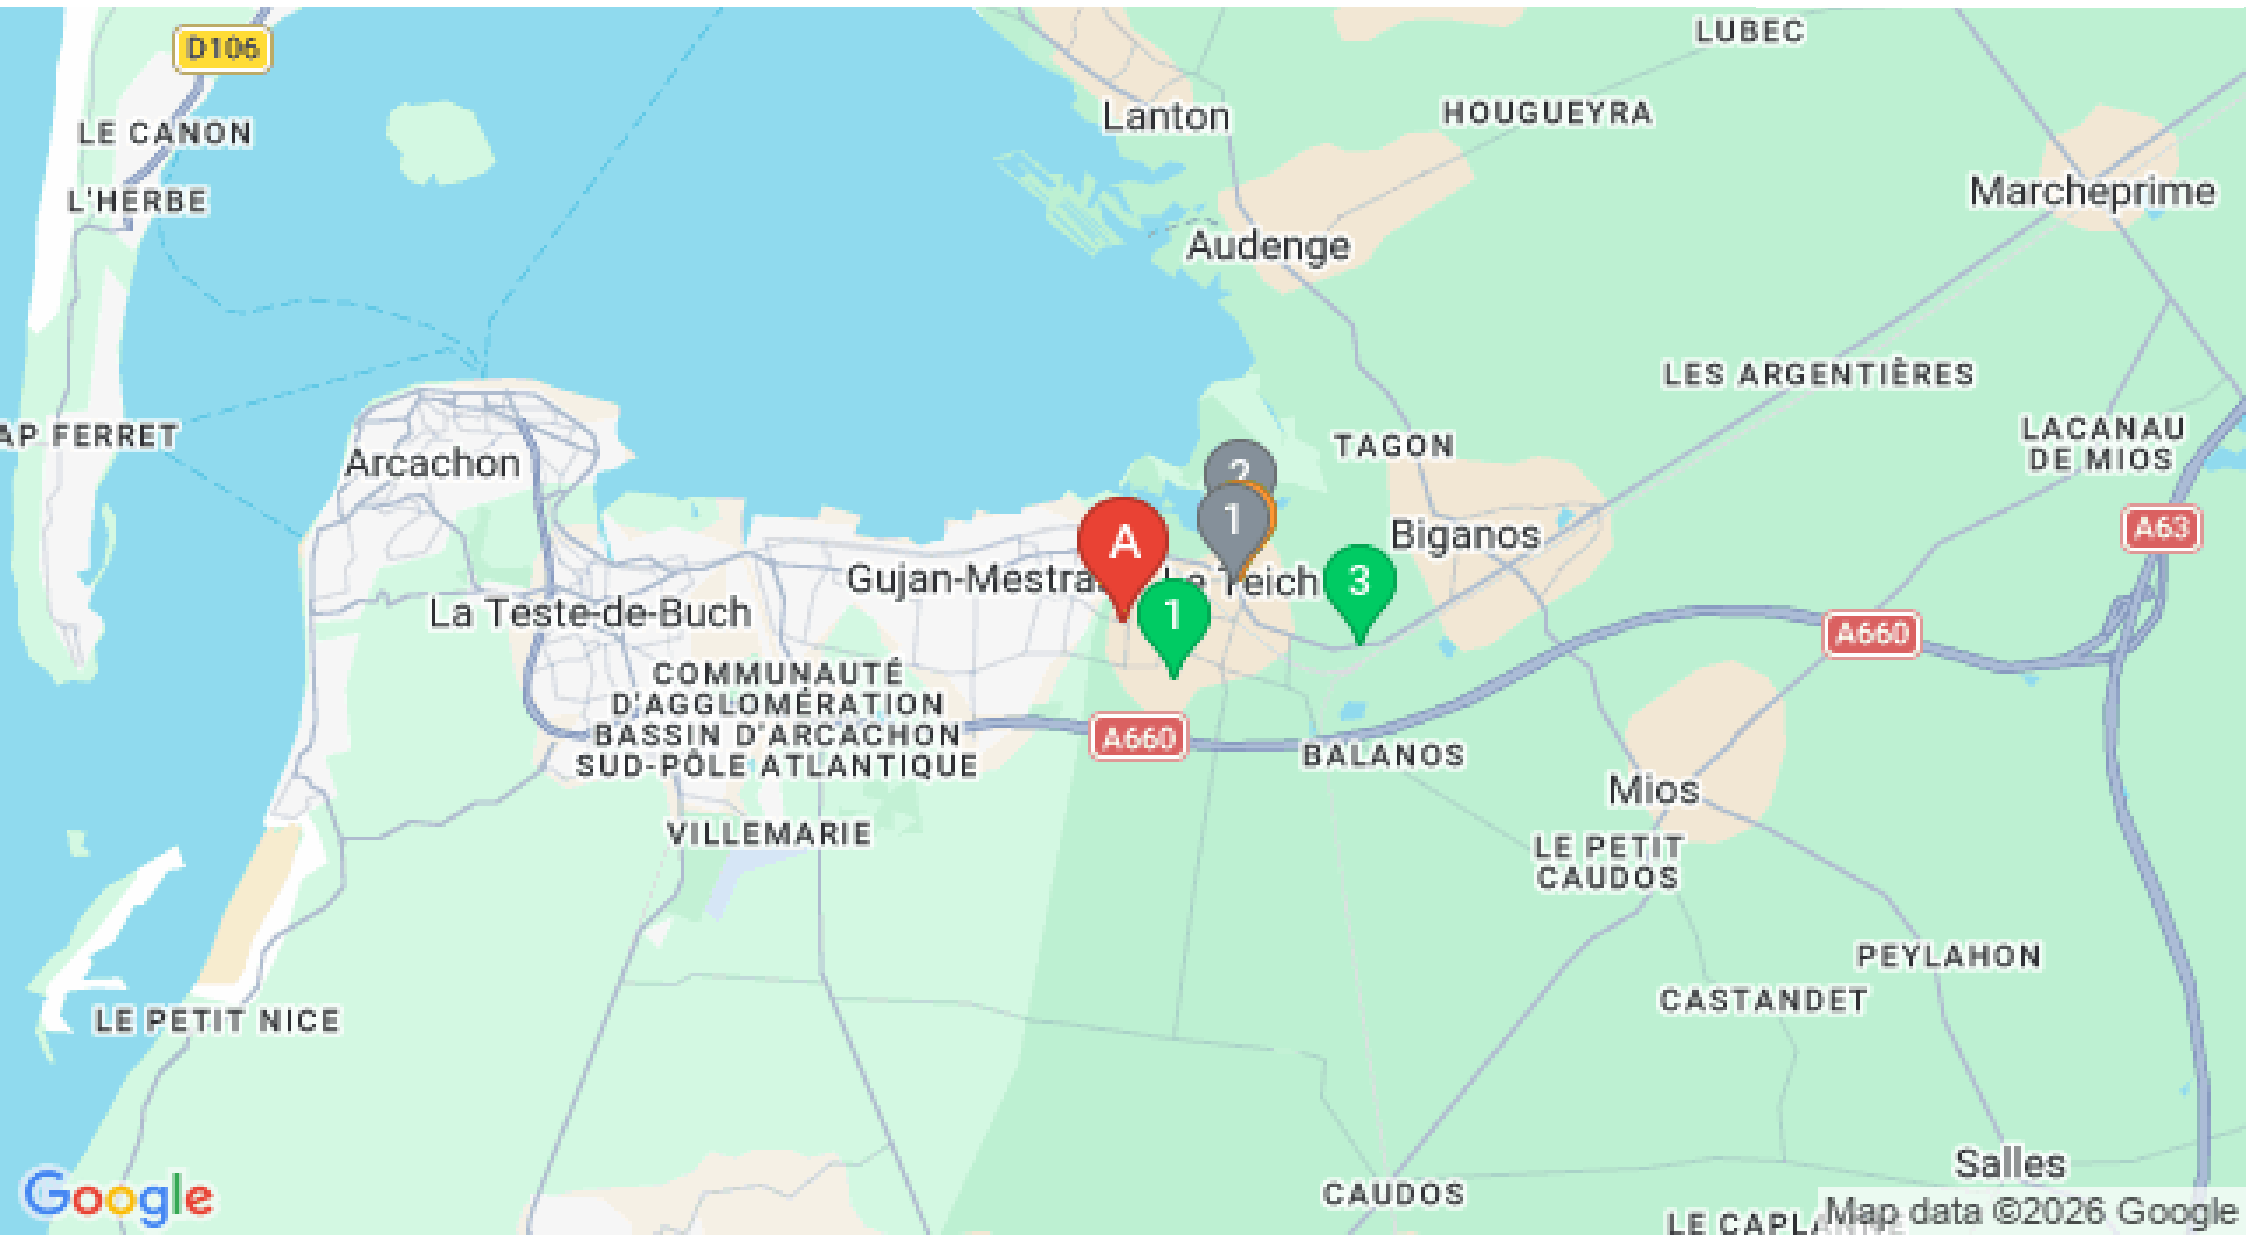 D106
LUBEC
Lanton
HOUGUEYRA
LE CANON
Marcheprime
L'HERBE
Audenge
LES ARGENTIÈRES
AP FERRET
TAGON
LACANAU
DE MIOS
Arcachon
2
1
A
Biganos
A63
Gujan-Mestra
Le Teich
3
La Teste-de-Buch
1
A660
COMMUNAUTÉ
D'AGGLOMÉRATION
BASSIN D'ARCACHON
SUD-PÔLE ATLANTIQUE
A660
BALANOS
Mios
VILLEMARIE
LE PETIT
CAUDOS
PEYLAHON
CASTANDET
LE PETIT NICE
Salles
CAUDOS
Google
Map data ©2026 Google